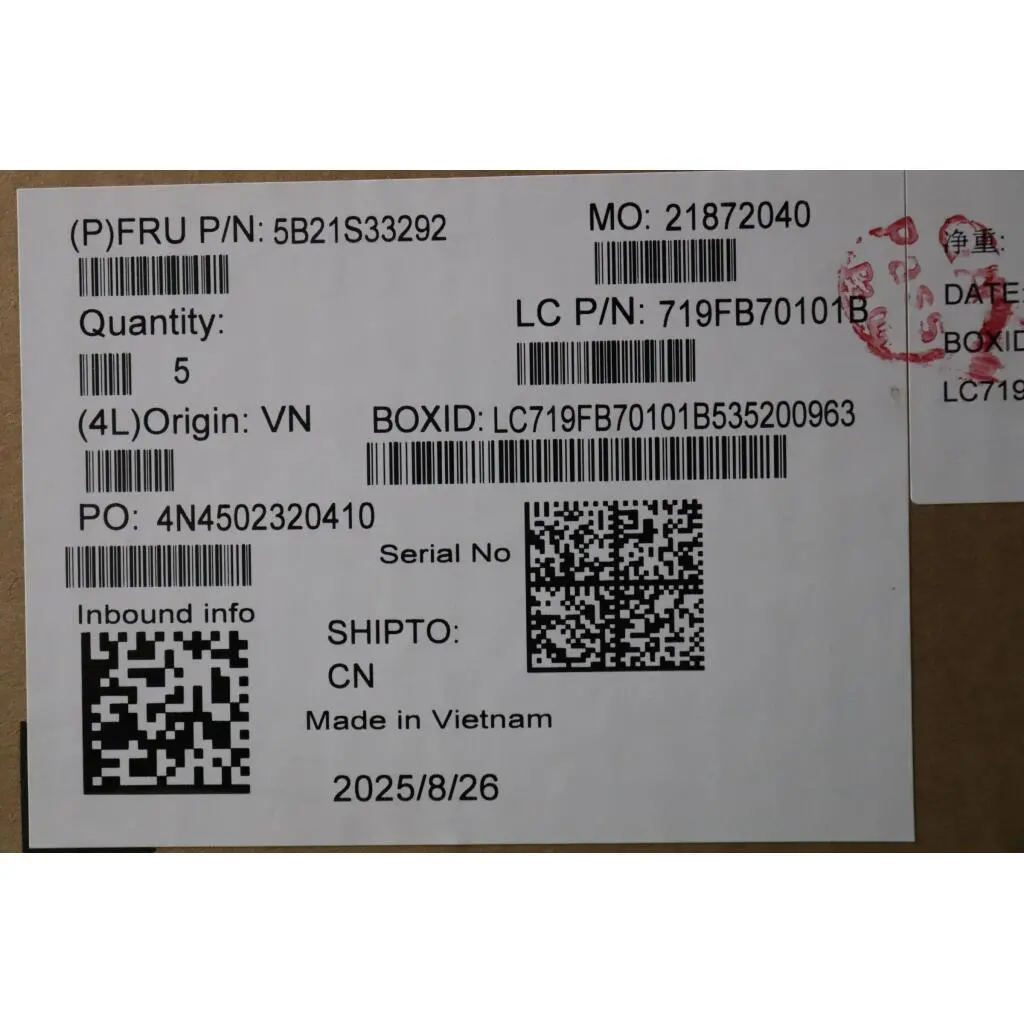 (P)FRU P/N: 5B21S33292
MO: 21872040
Quantity:
5
LC P/N: 719FB70101B
(4L)Origin: VN
BOXID: LC719FB70101B535200963
PO: 4N4502320410
Serial No
Inbound info
SHIPTO:
CN
Made in Vietnam
2025/8/26
净重:
DATE:
BOXID
LC719